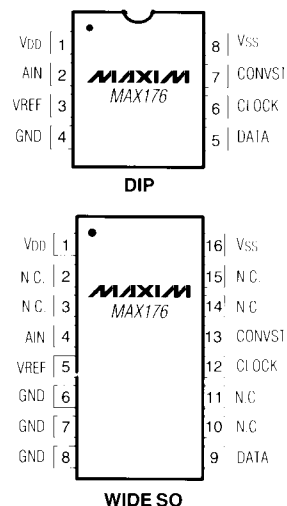 VDD 1 8 VSS
AIN 2 MAXIM 7 CONVST
VREF 3 MAX176 6 CLOCK
GND 4 5 DATA
DIP
VDD 1 16 VSS
N.C. 2 15 N.C.
N.C. 3 MAXIM 14 N.C
AIN 4 MAX176 13 CONVST
VREF 5 12 CLOCK
GND 6 11 N.C
GND 7 10 N.C
GND 8 9 DATA
WIDE SO